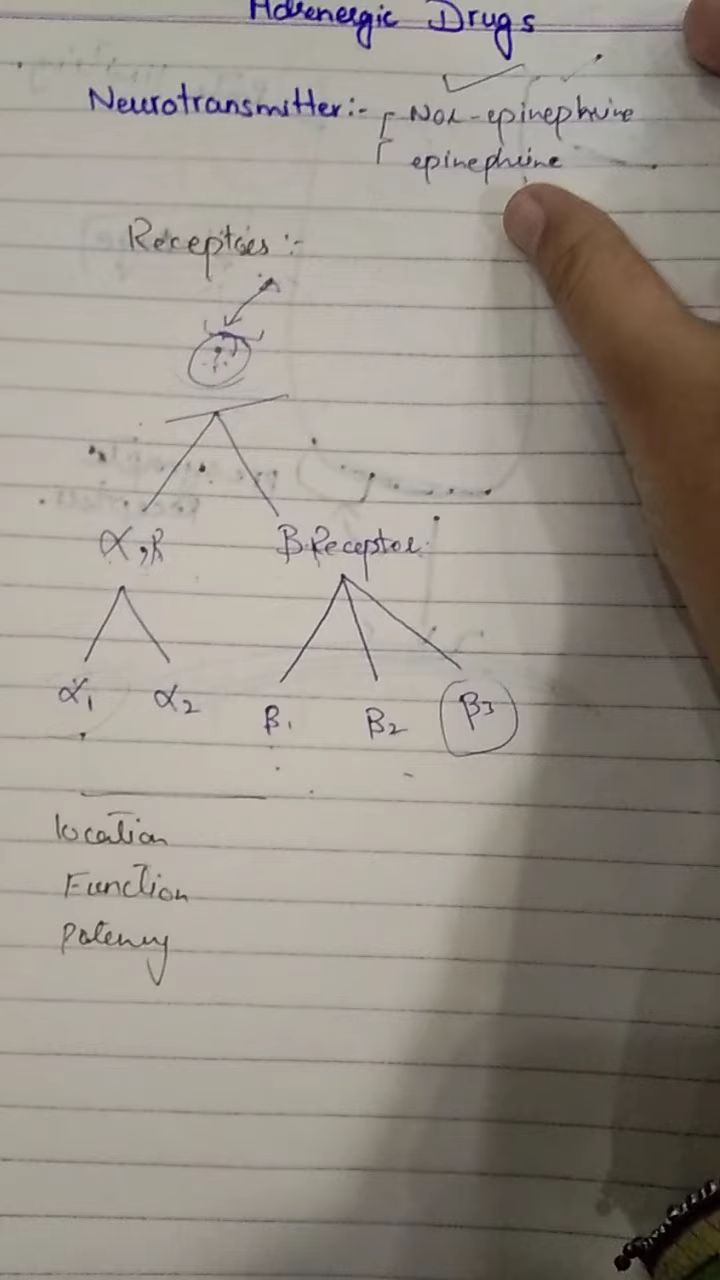 Adrenergic Drugs
Neurotransmitter:- Nor-epinephrine
epinephrine
Receptors :-
α,R β.Receptor.
α1 α2 β1 β2 β3
location
Function
Potency